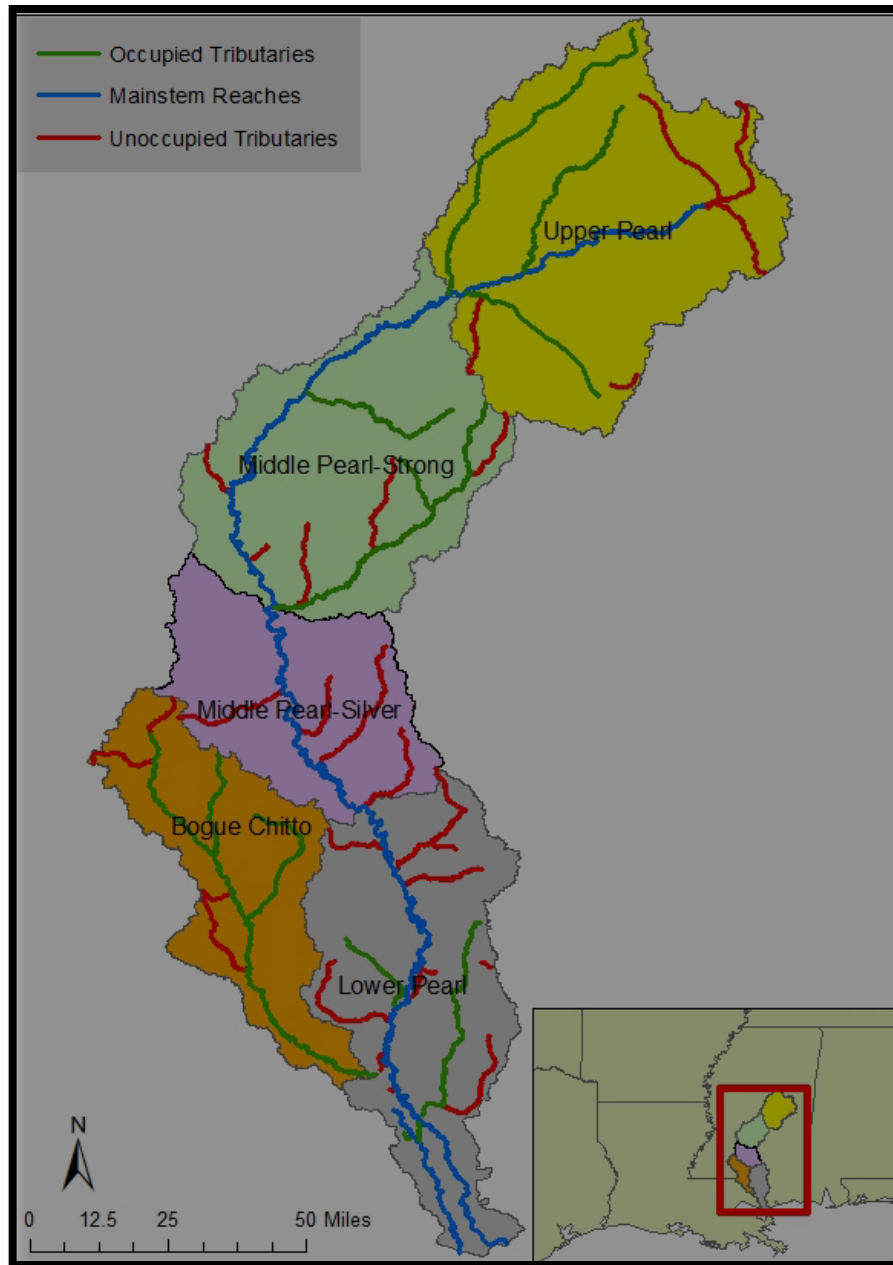 Occupied Tributaries
Mainstem Reaches
Unoccupied Tributaries
Upper Pearl
Middle Pearl-Strong
Middle Pearl-Silver
Bogue Chitto
Lower Pearl
N
0 12.5 25 50 Miles